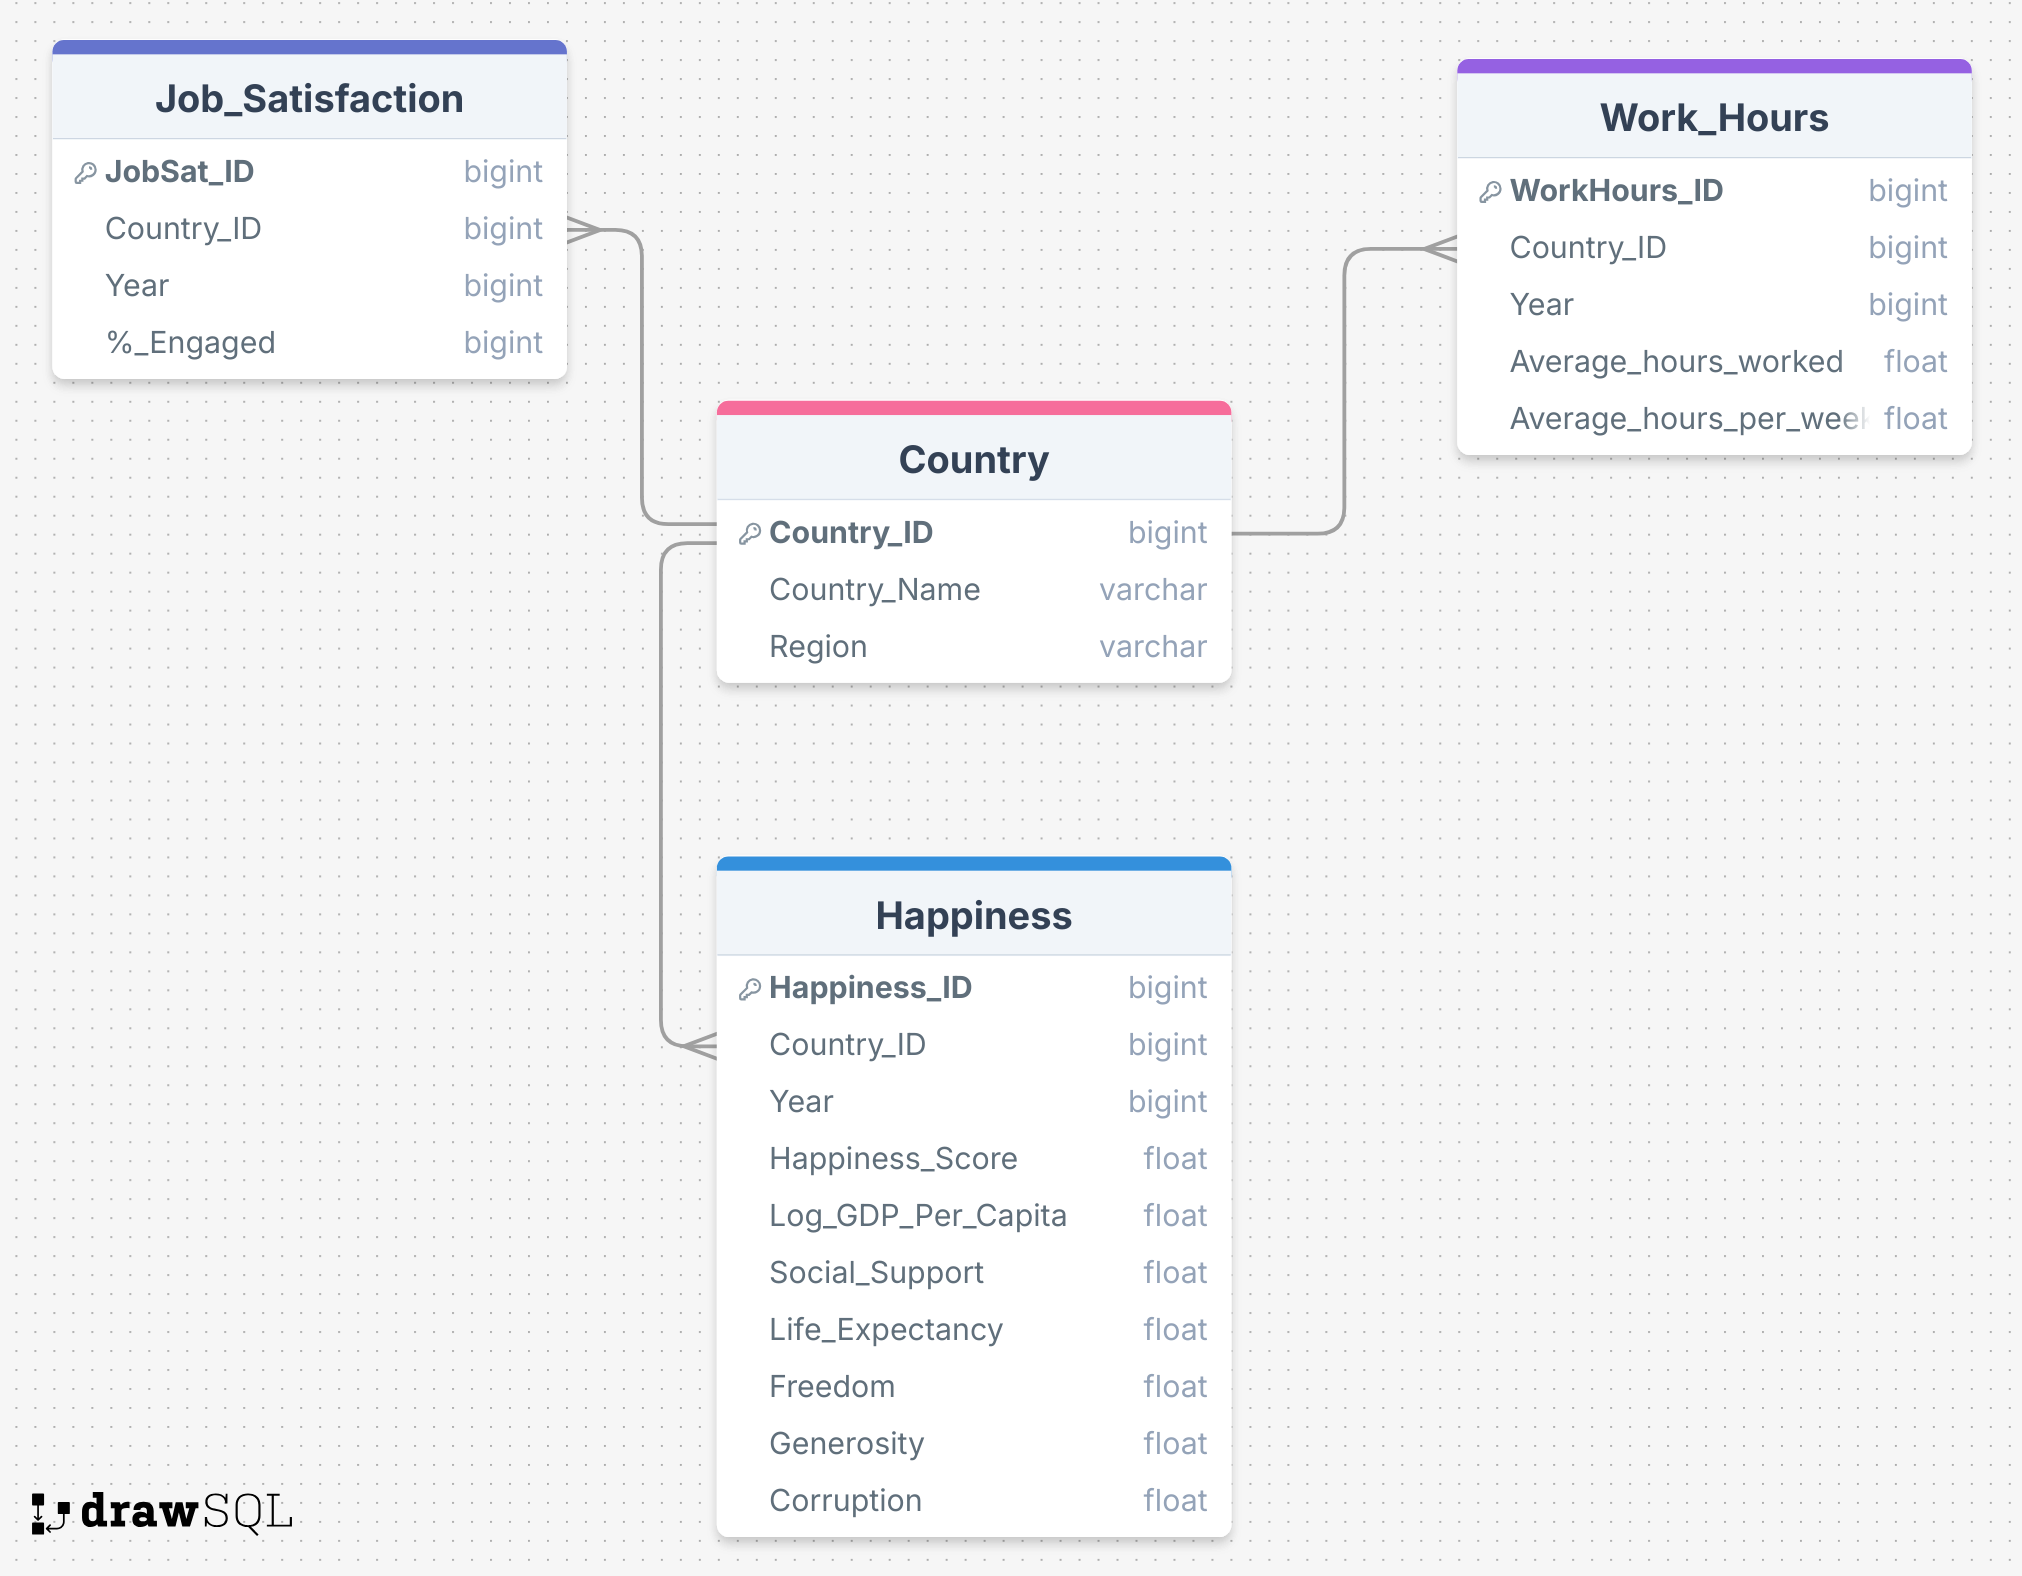 Job_Satisfaction
JobSat_ID bigint
Country_ID bigint
Year bigint
%_Engaged bigint
Work_Hours
WorkHours_ID bigint
Country_ID bigint
Year bigint
Average_hours_worked float
Average_hours_per_week float
Country
Country_ID bigint
Country_Name varchar
Region varchar
Happiness
Happiness_ID bigint
Country_ID bigint
Year bigint
Happiness_Score float
Log_GDP_Per_Capita float
Social_Support float
Life_Expectancy float
Freedom float
Generosity float
Corruption float
drawSQL